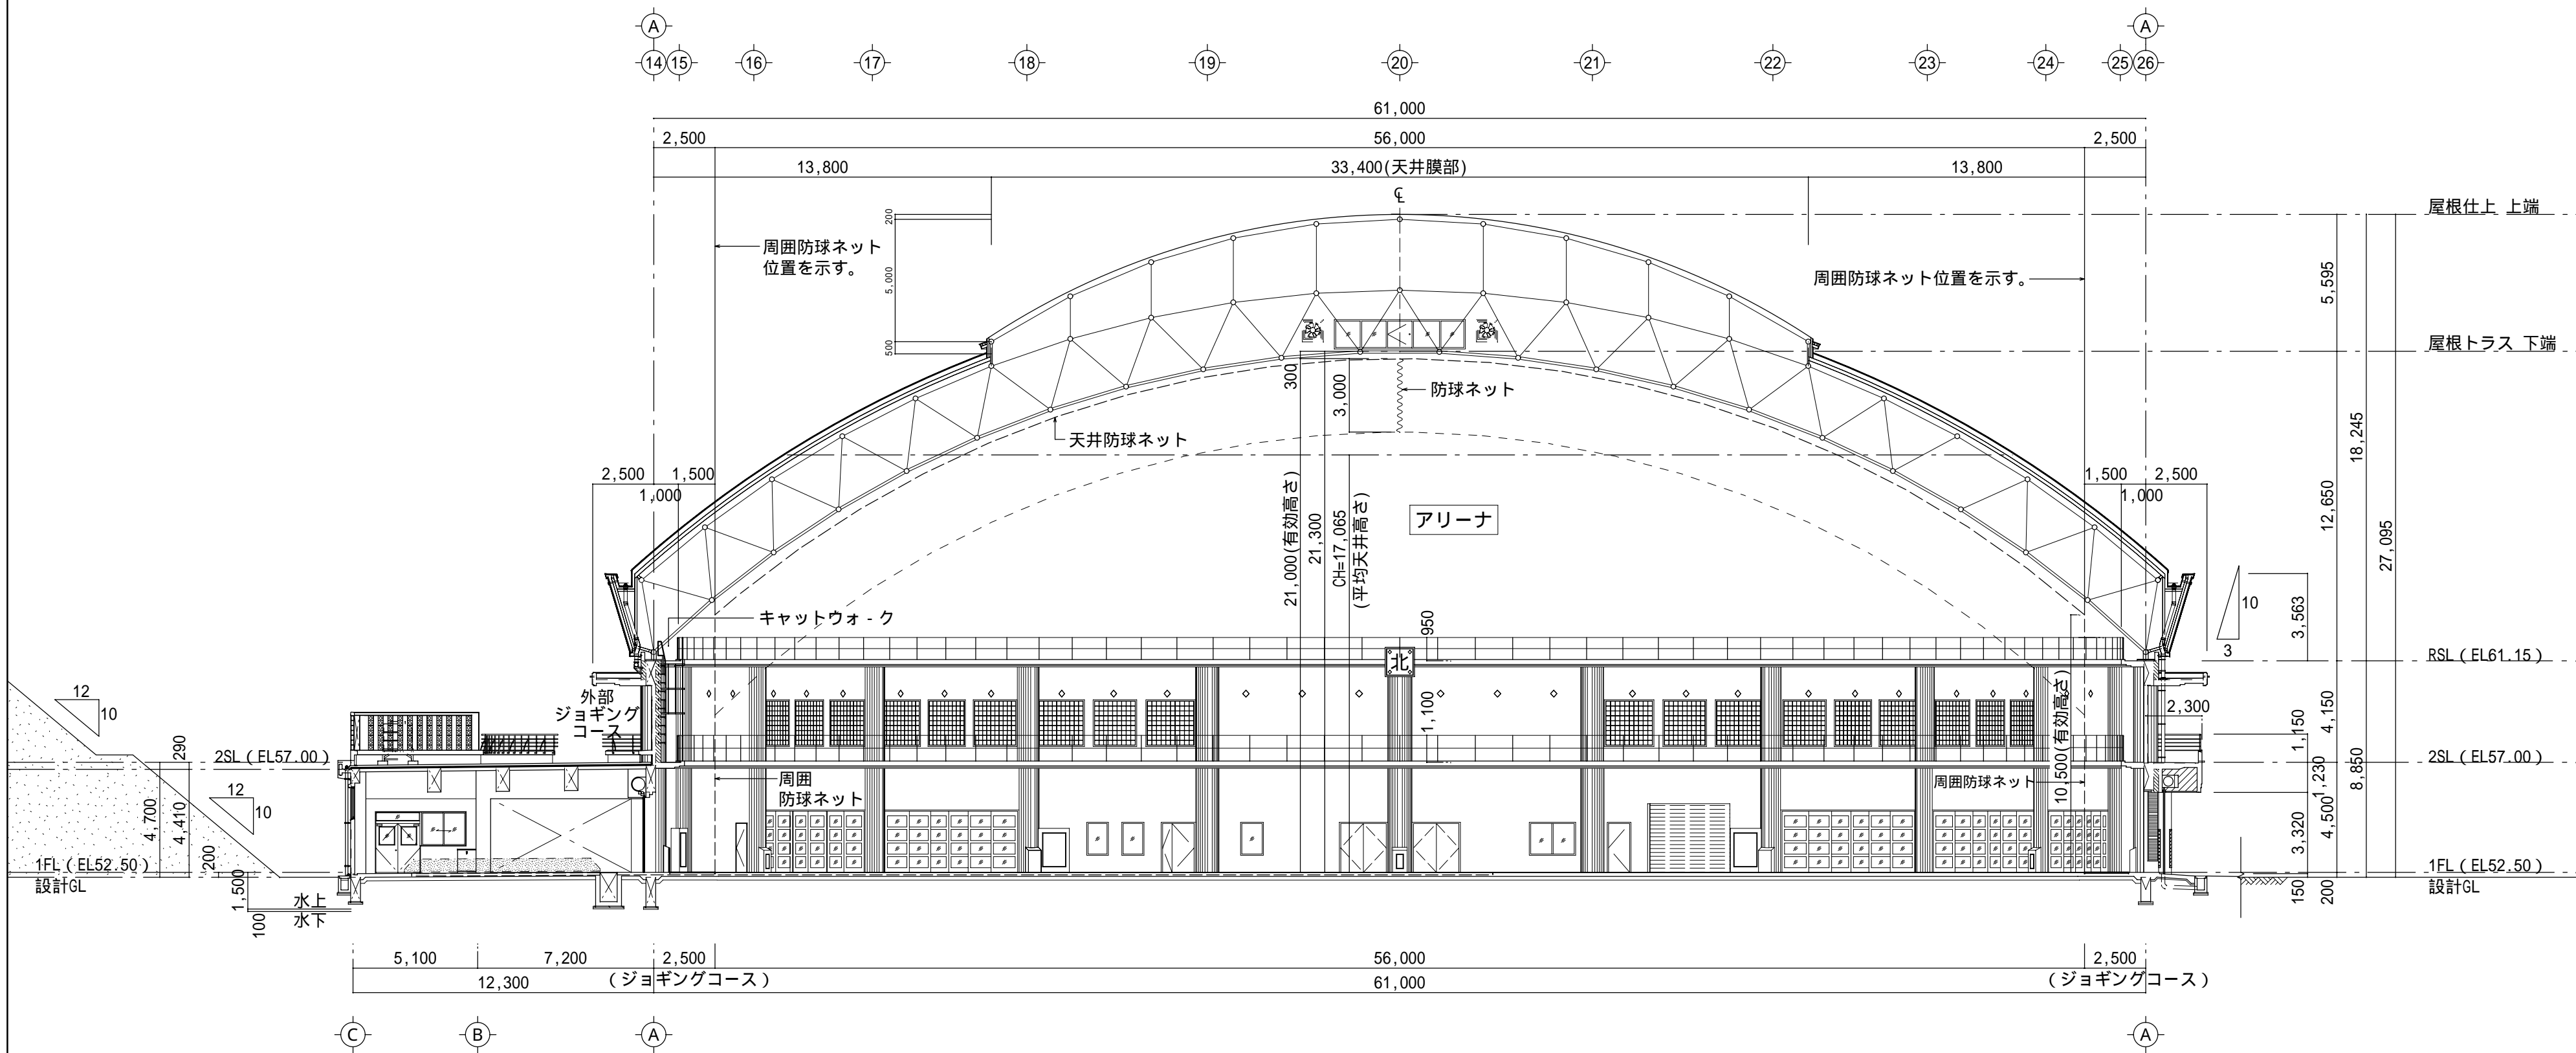 A A
14 15 16 17 18 19 20 21 22 23 24 25 26
61,000
2,500 56,000 2,500
13,800 33,400(天井膜部) 13,800
℄
200
5,000
500
周囲防球ネット
位置を示す。
周囲防球ネット位置を示す。
屋根仕上 上端
5,595
屋根トラス 下端
300
3,000
防球ネット
天井防球ネット
18,245
12,650
27,095
2,500 1,500
1,000
1,500 2,500
1,000
21,000(有効高さ)
21,300
CH=17,065
(平均天井高さ)
アリーナ
10
3
3,563
キャットウォ-ク
950
北
RSL(EL61.15)
12
10
外部
ジョギング
コース
1,100
10,500(有効高さ)
2,300
1,150
4,150
290
2SL(EL57.00)
2SL(EL57.00)
周囲
防球ネット
周囲防球ネット
12
10
4,700
4,410
1,230
8,850
3,320
4,500
200
1FL(EL52.50)
設計GL
1FL(EL52.50)
設計GL
1,500
100
水上
水下
150
200
5,100 7,200 2,500 56,000 2,500
12,300 (ジョギングコース) 61,000 (ジョギングコース)
C B A A